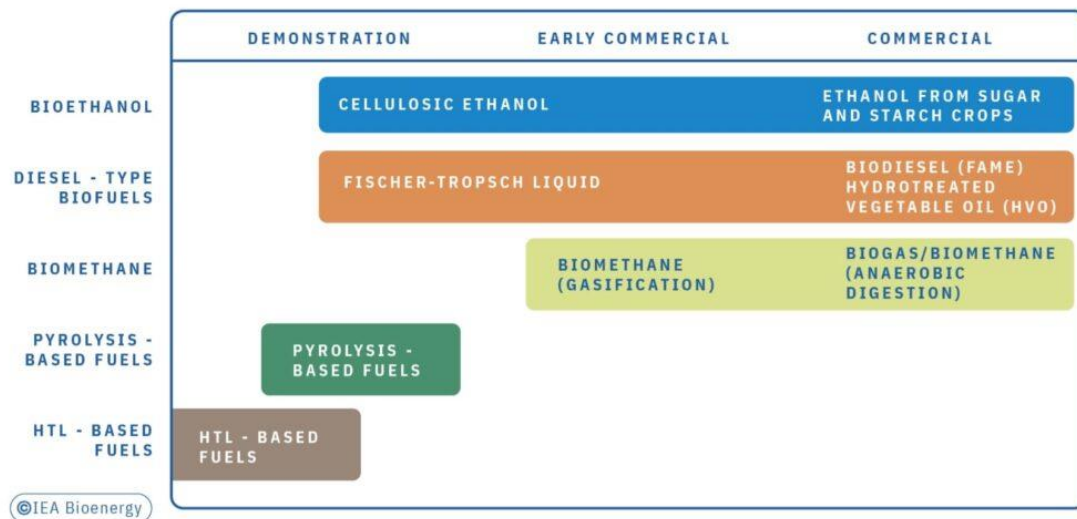 DEMONSTRATION
EARLY COMMERCIAL
COMMERCIAL
BIOETHANOL
CELLULOSIC ETHANOL
ETHANOL FROM SUGAR
AND STARCH CROPS
DIESEL - TYPE
BIOFUELS
FISCHER-TROPSCH LIQUID
BIODIESEL (FAME)
HYDROTREATED
VEGETABLE OIL (HVO)
BIOMETHANE
BIOMETHANE
(GASIFICATION)
BIOGAS/BIOMETHANE
(ANAEROBIC
DIGESTION)
PYROLYSIS -
BASED FUELS
PYROLYSIS -
BASED FUELS
HTL - BASED
FUELS
HTL - BASED
FUELS
©IEA Bioenergy